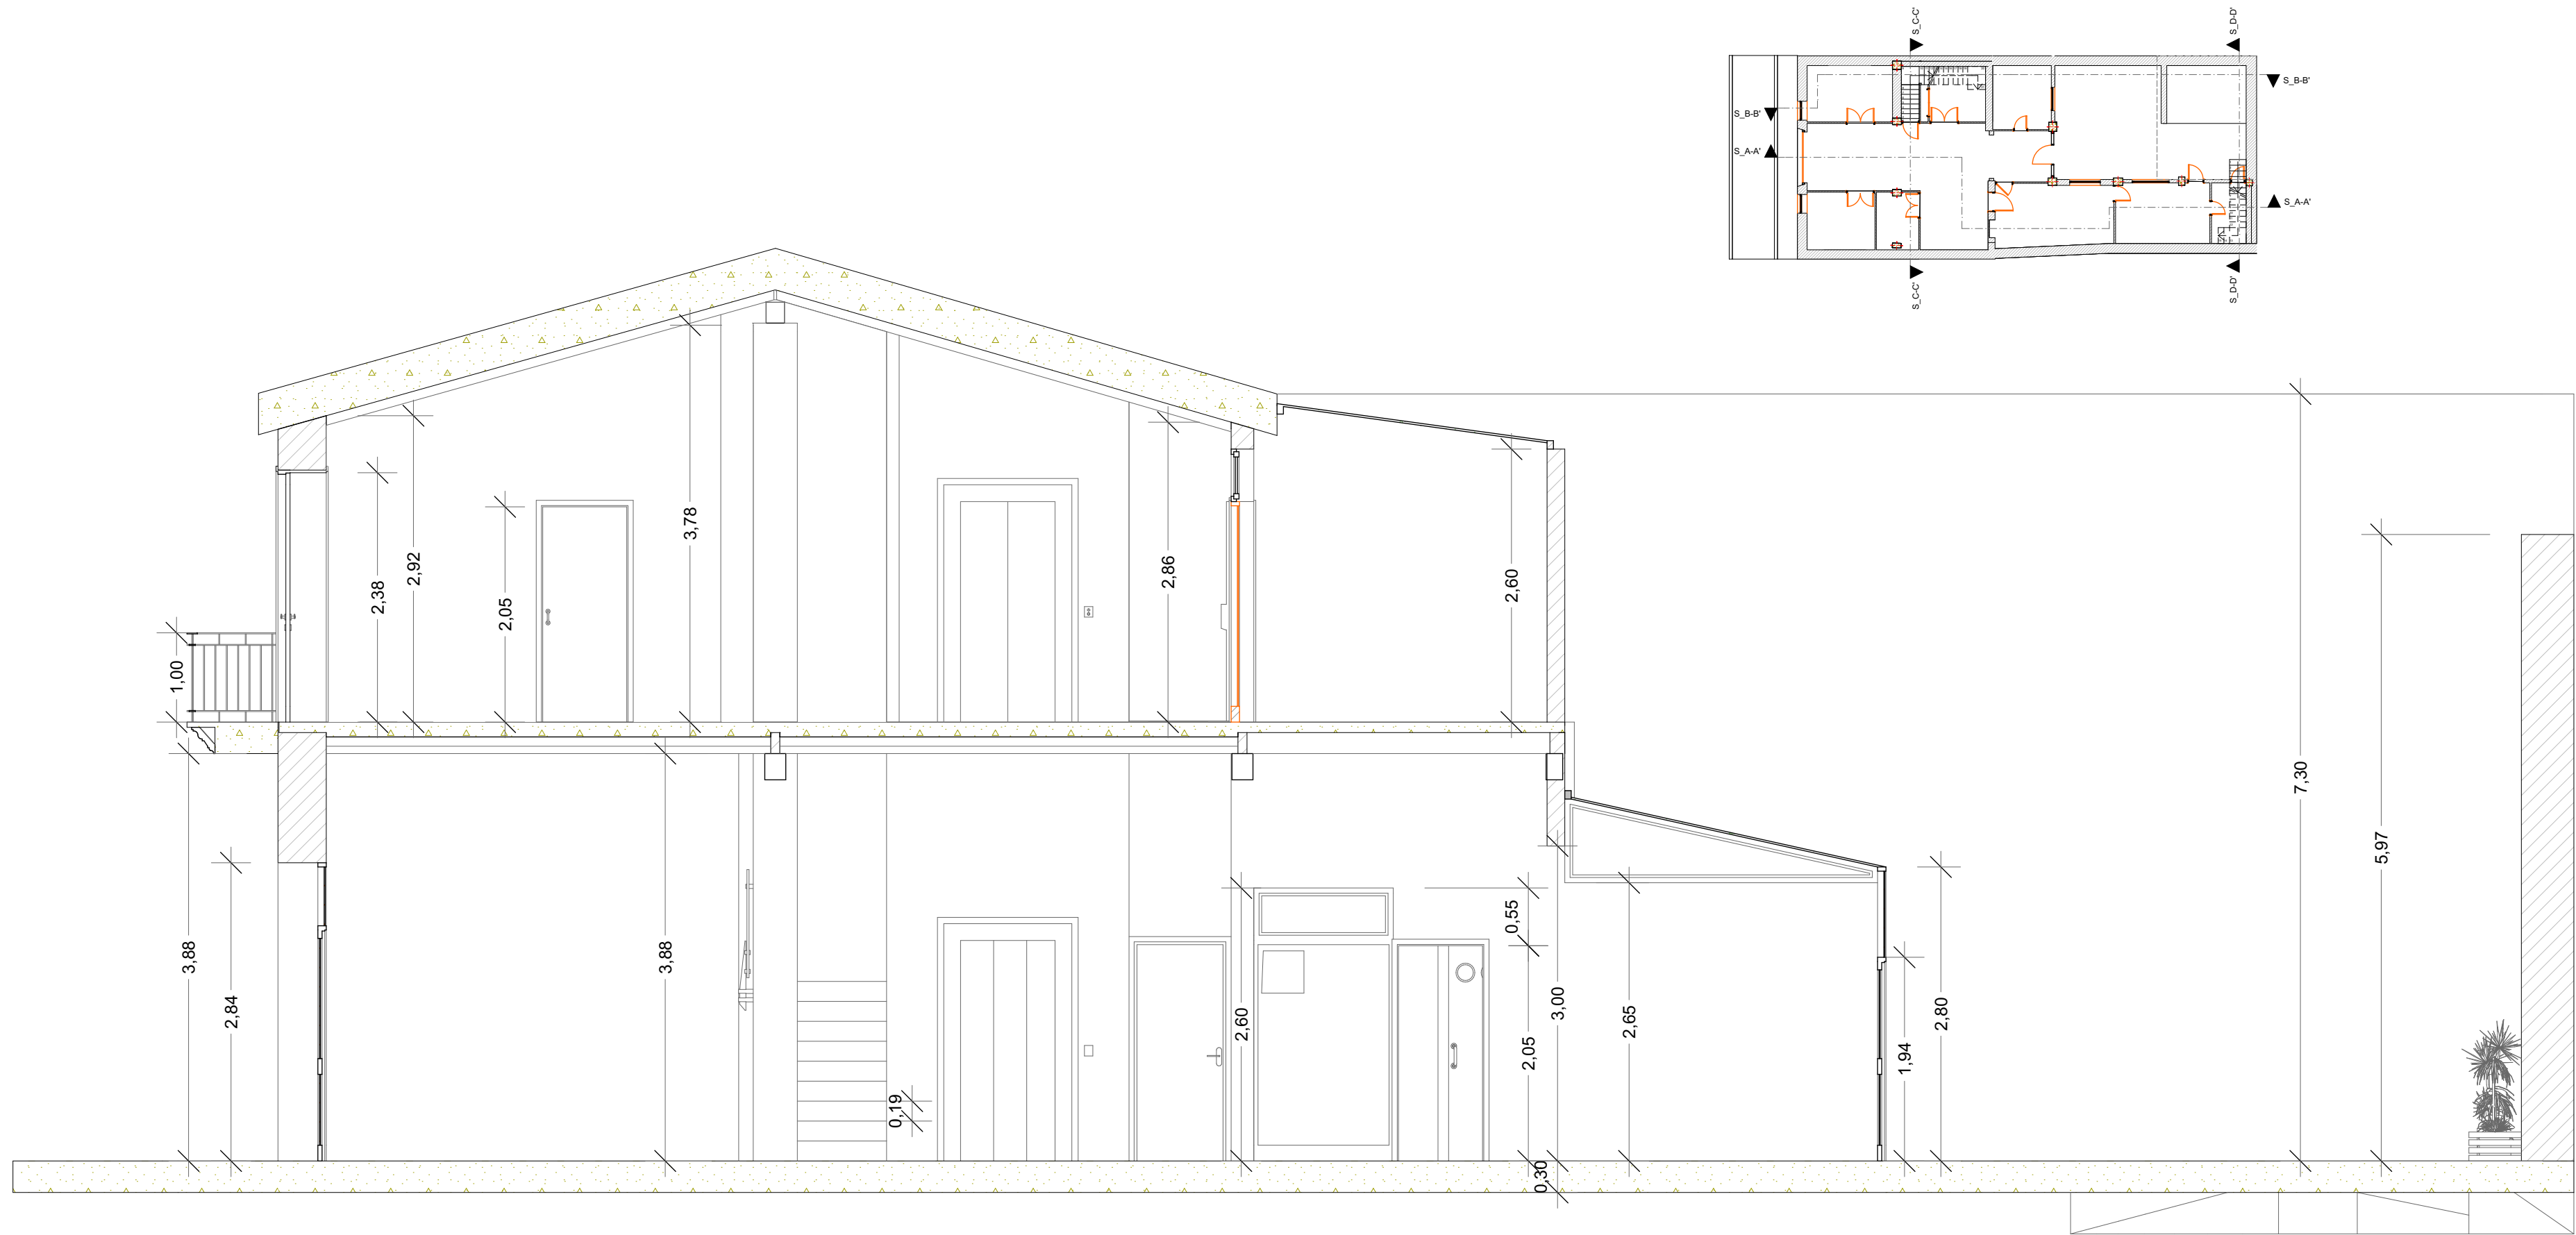 S_C-C'
S_D-D'
S_B-B'
S_B-B'
S_A-A'
S_A-A'
S_C-C'
S_D-D'
1,00
2,38
2,92
2,05
3,78
2,86
2,60
7,30
5,97
3,88
2,84
3,88
0,19
2,60
0,55
2,05
3,00
0,30
2,65
1,94
2,80